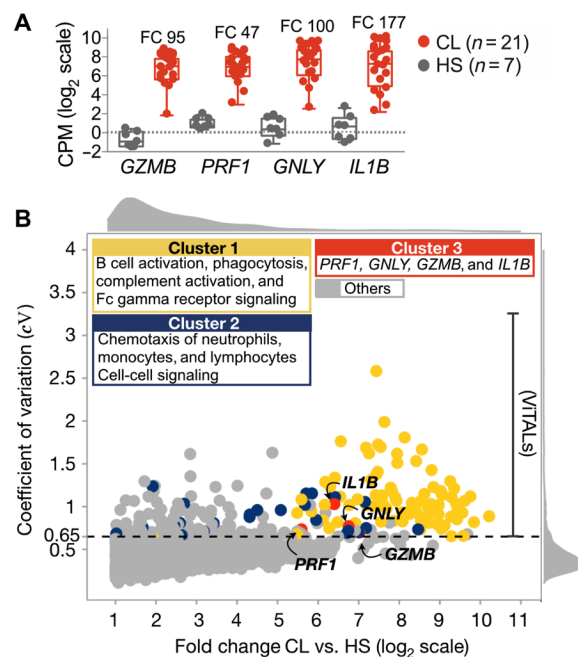 A
FC 95 FC 47 FC 100 FC 177
CL (n = 21)
HS (n = 7)
CPM (log2 scale)
10
8
6
4
2
0
−2
GZMB PRF1 GNLY IL1B
B
Cluster 1
B cell activation, phagocytosis,
complement activation, and
Fc gamma receptor signaling
Cluster 2
Chemotaxis of neutrophils,
monocytes, and lymphocytes
Cell-cell signaling
Cluster 3
PRF1, GNLY, GZMB, and IL1B
Others
(ViTALs)
Coefficient of variation (cV)
4
3.5
3
2.5
2
1.5
1
0.65
0.5
IL1B
GNLY
GZMB
PRF1
1 2 3 4 5 6 7 8 9 10 11
Fold change CL vs. HS (log2 scale)